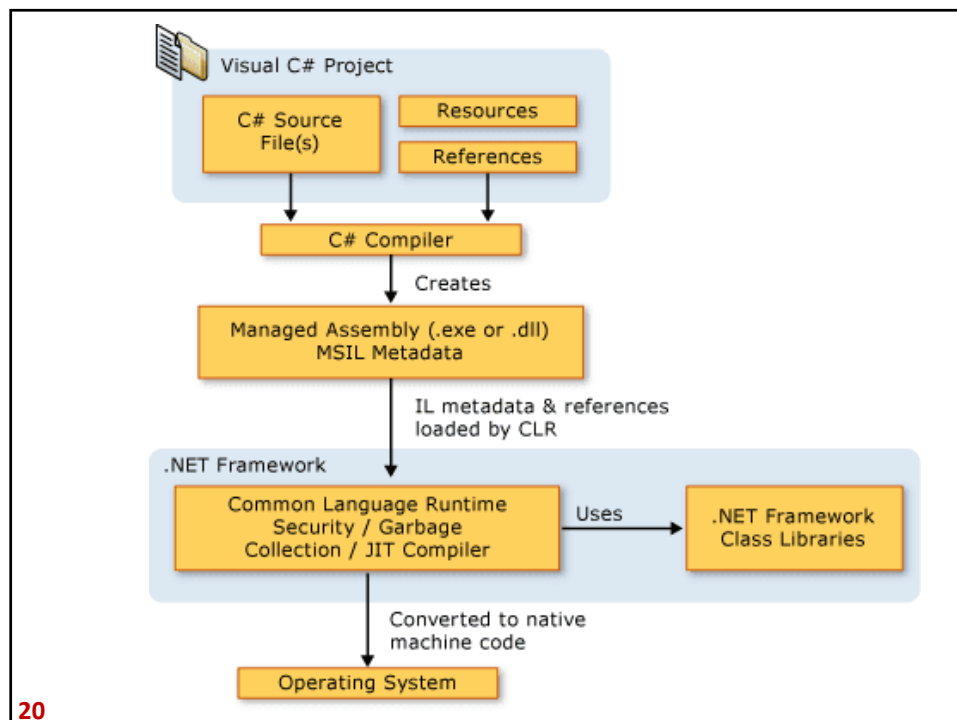 Visual C# Project
C# Source
File(s)
Resources
References
C# Compiler
Creates
Managed Assembly (.exe or .dll)
MSIL Metadata
IL metadata & references
loaded by CLR
.NET Framework
Common Language Runtime
Security / Garbage
Collection / JIT Compiler
Uses
.NET Framework
Class Libraries
Converted to native
machine code
Operating System
20